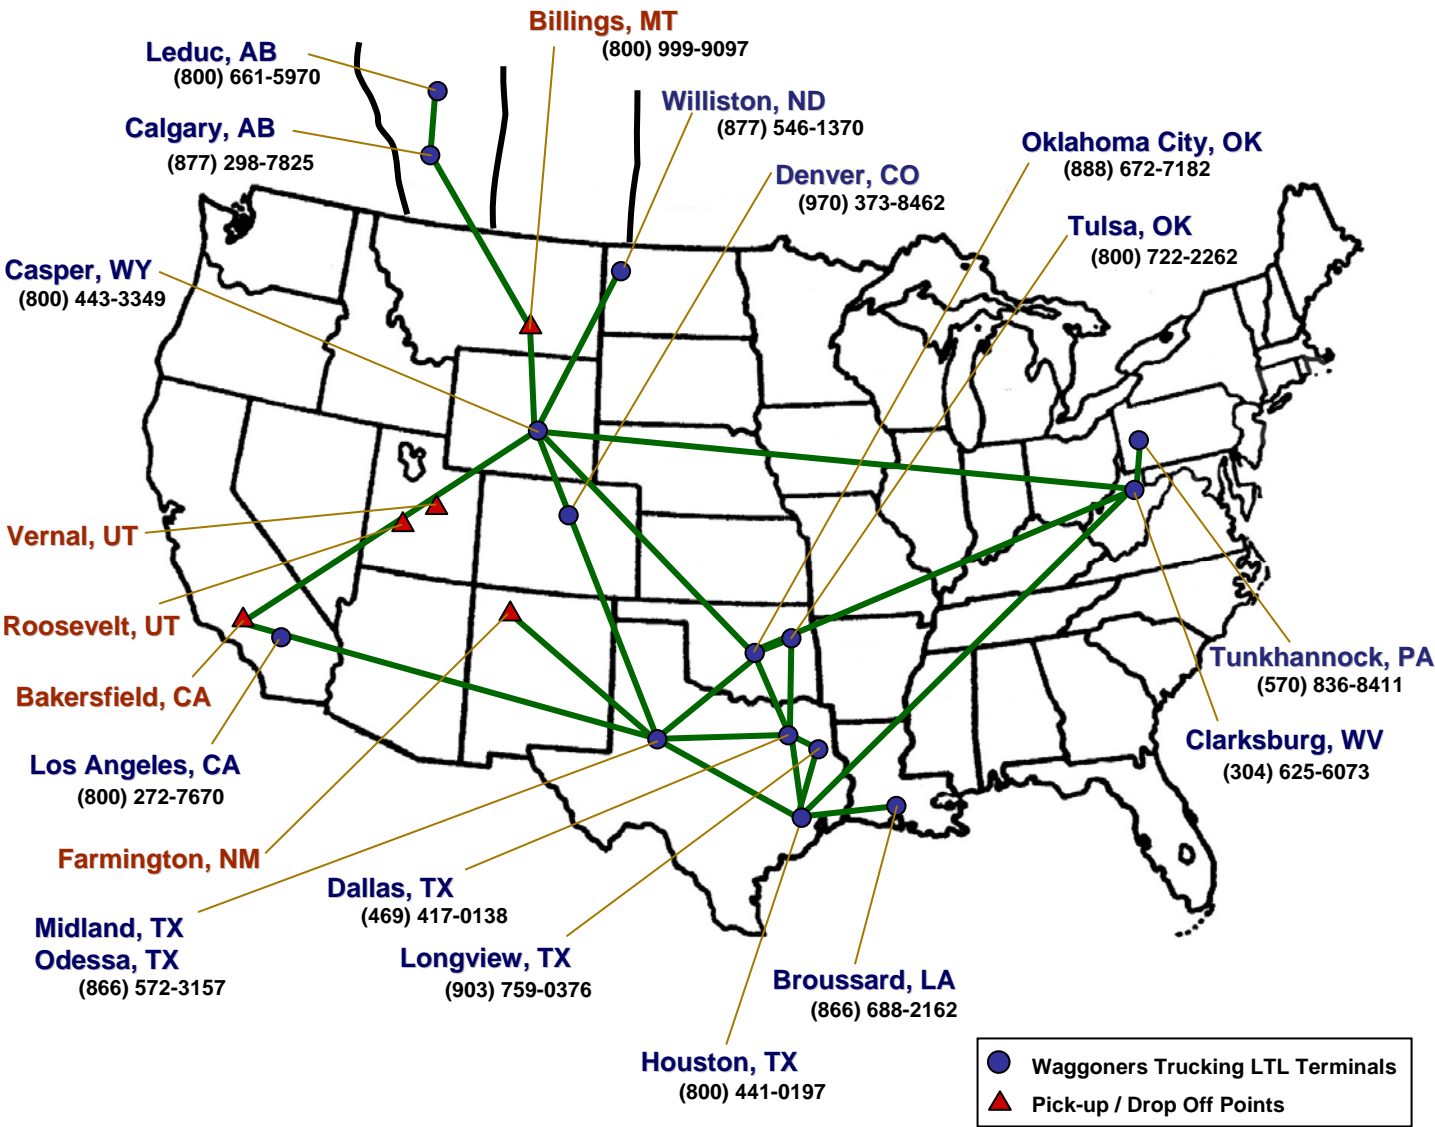 Billings, MT
(800) 999-9097
Leduc, AB
(800) 661-5970
Williston, ND
(877) 546-1370
Calgary, AB
(877) 298-7825
Oklahoma City, OK
(888) 672-7182
Denver, CO
(970) 373-8462
Tulsa, OK
(800) 722-2262
Casper, WY
(800) 443-3349
Vernal, UT
Roosevelt, UT
Bakersfield, CA
Tunkhannock, PA
(570) 836-8411
Clarksburg, WV
(304) 625-6073
Los Angeles, CA
(800) 272-7670
Farmington, NM
Dallas, TX
(469) 417-0138
Midland, TX
Odessa, TX
(866) 572-3157
Longview, TX
(903) 759-0376
Broussard, LA
(866) 688-2162
Houston, TX
(800) 441-0197
Waggoners Trucking LTL Terminals
Pick-up / Drop Off Points